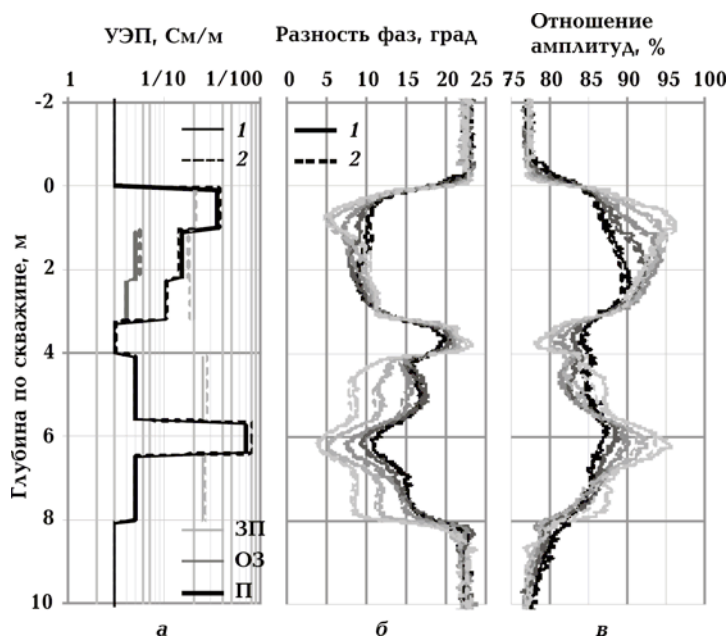 УЭП, См/м
Разность фаз, град
Отношение
амплитуд, %
1 1/10 1/100
0 5 10 15 20 25
75 80 85 90 95 100
Глубина по скважине, м
-2
0
2
4
6
8
10
1
2
ЗП
ОЗ
П
1
2
а
б
в